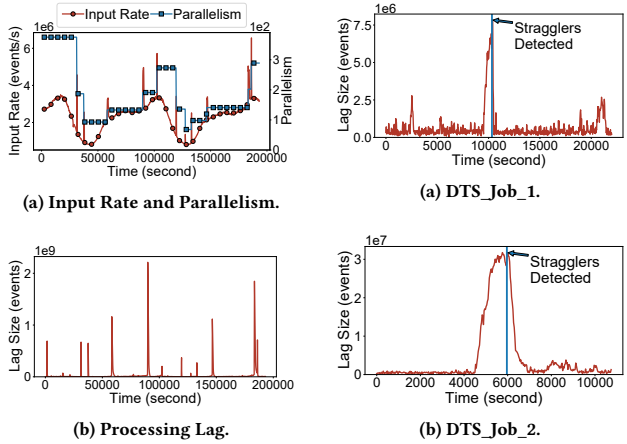 Input Rate
Parallelism
1e6
1e2
Input Rate (events/s)
6
4
2
3
2
1
0
Parallelism
0
50000
100000
150000
200000
Time (second)
(a) Input Rate and Parallelism.
1e6
Lag Size (events)
7.5
5.0
2.5
0.0
Stragglers
Detected
0
5000
10000
15000
20000
Time (second)
(a) DTS_Job_1.
1e9
Lag Size (events)
2
1
0
0
50000
100000
150000
200000
Time (second)
(b) Processing Lag.
1e7
Lag Size (events)
3
2
1
0
Stragglers
Detected
0
2000
4000
6000
8000
10000
Time (second)
(b) DTS_Job_2.